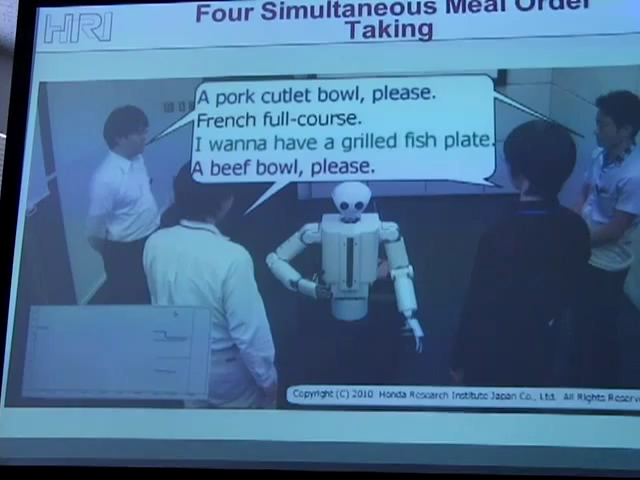 HRI
Four Simultaneous Meal Order
Taking
A pork cutlet bowl, please.
French full-course.
I wanna have a grilled fish plate.
A beef bowl, please.
Copyright (C) 2010 Honda Research Institute Japan Co., Ltd. All Rights